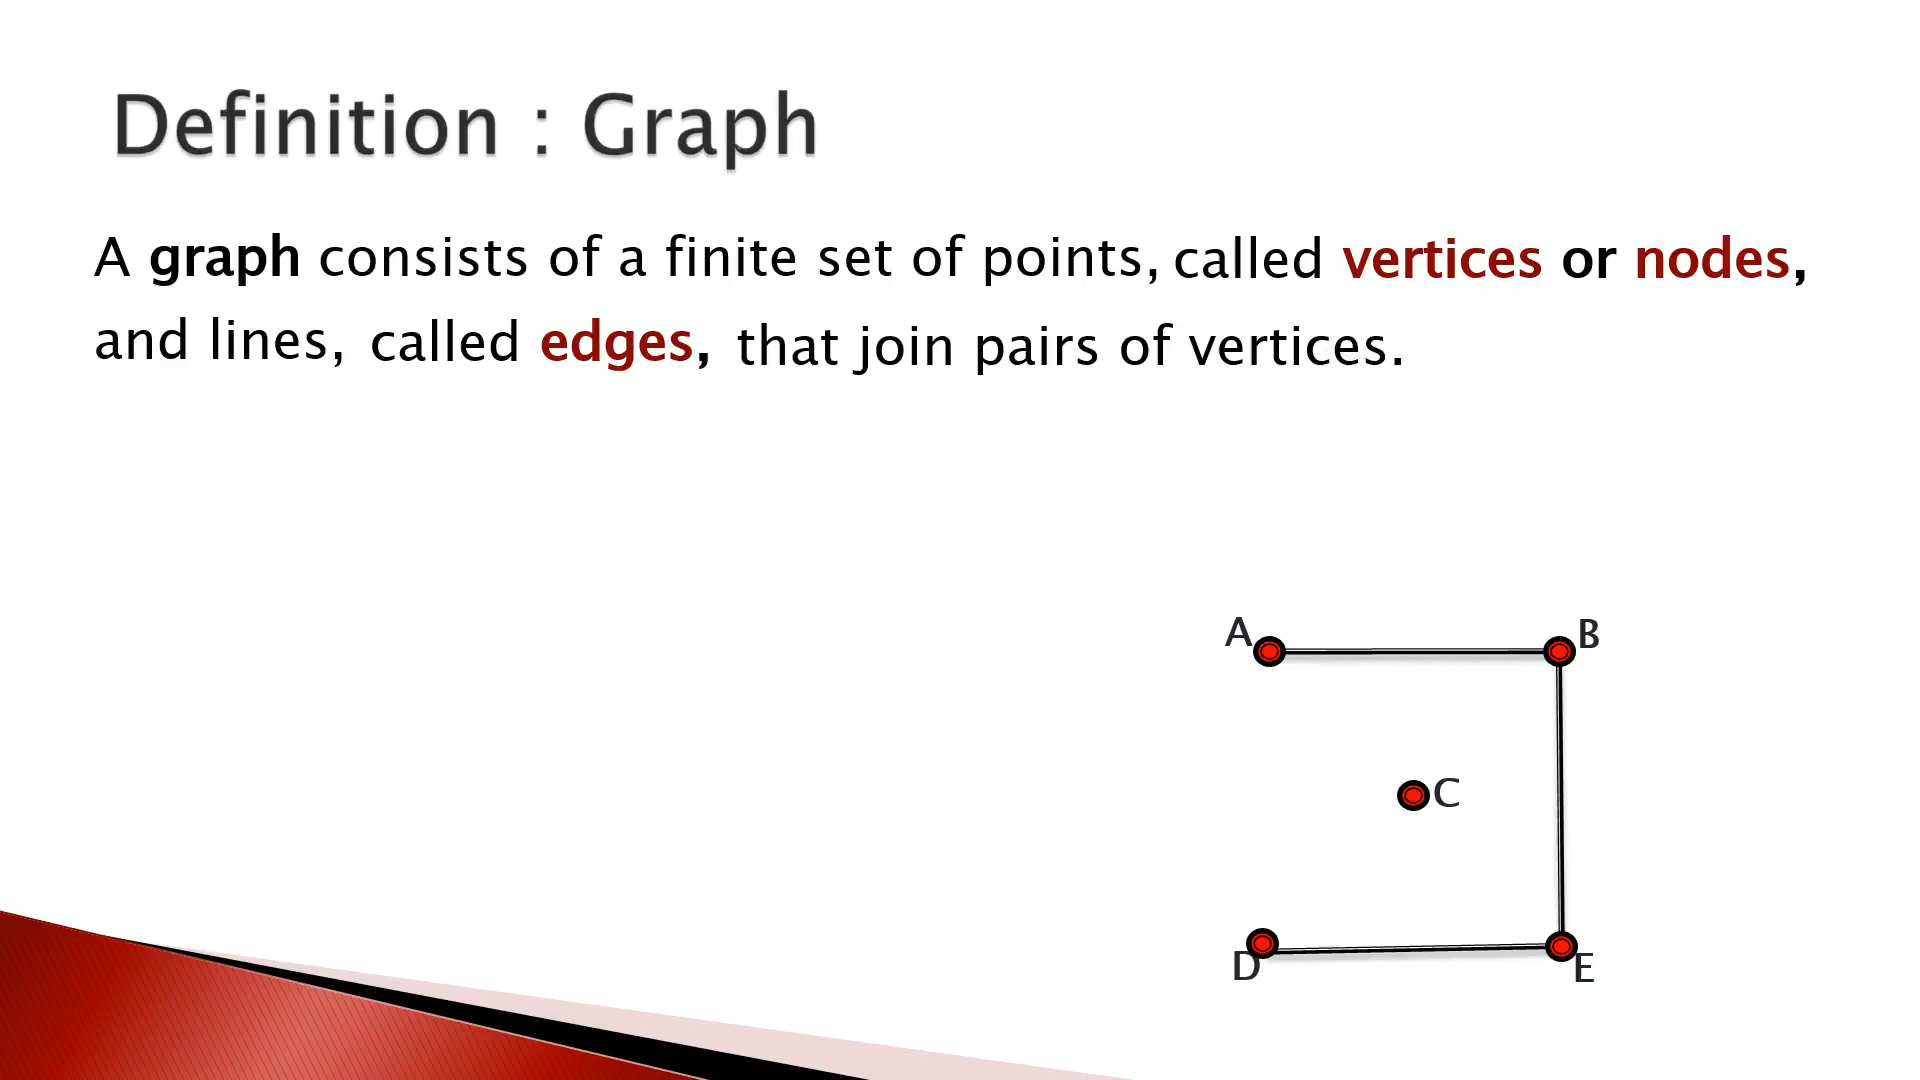 Definition : Graph
A graph consists of a finite set of points, called vertices or nodes,
and lines, called edges, that join pairs of vertices.
A
B
C
D
E